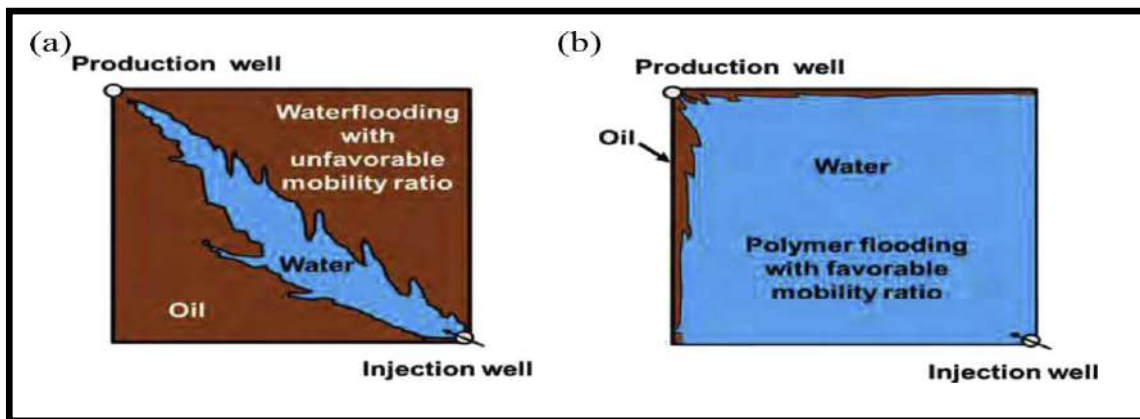 (a)
Production well
Waterflooding
with
unfavorable
mobility ratio
Water
Oil
Injection well
(b)
Production well
Oil
Water
Polymer flooding
with favorable
mobility ratio
Injection well